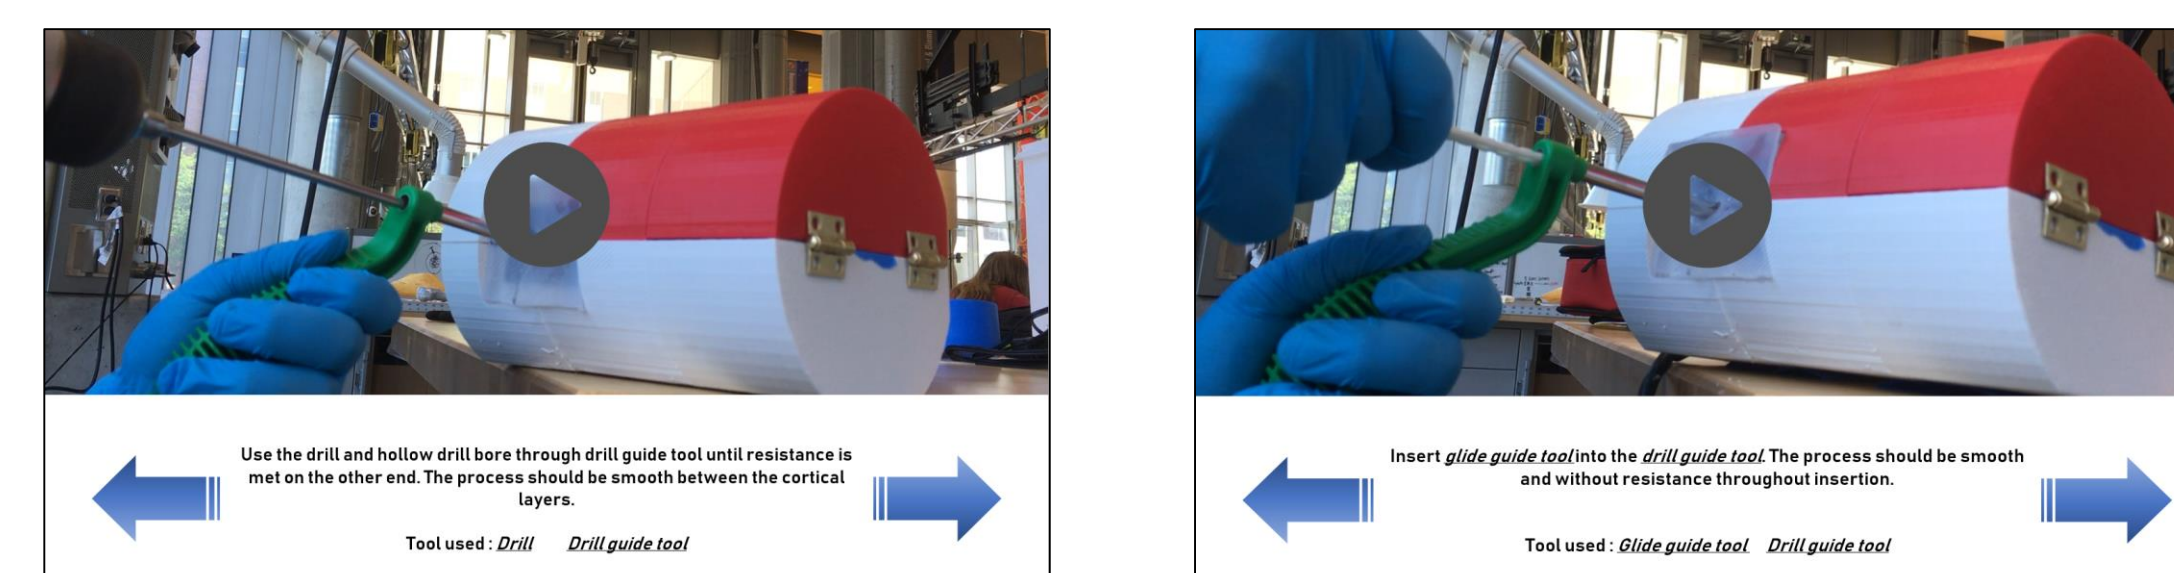 Use the drill and hollow drill bore through drill guide tool until resistance is
met on the other end. The process should be smooth between the cortical
layers.
Tool used : Drill Drill guide tool
Insert glide guide tool into the drill guide tool. The process should be smooth
and without resistance throughout insertion.
Tool used : Glide guide tool Drill guide tool